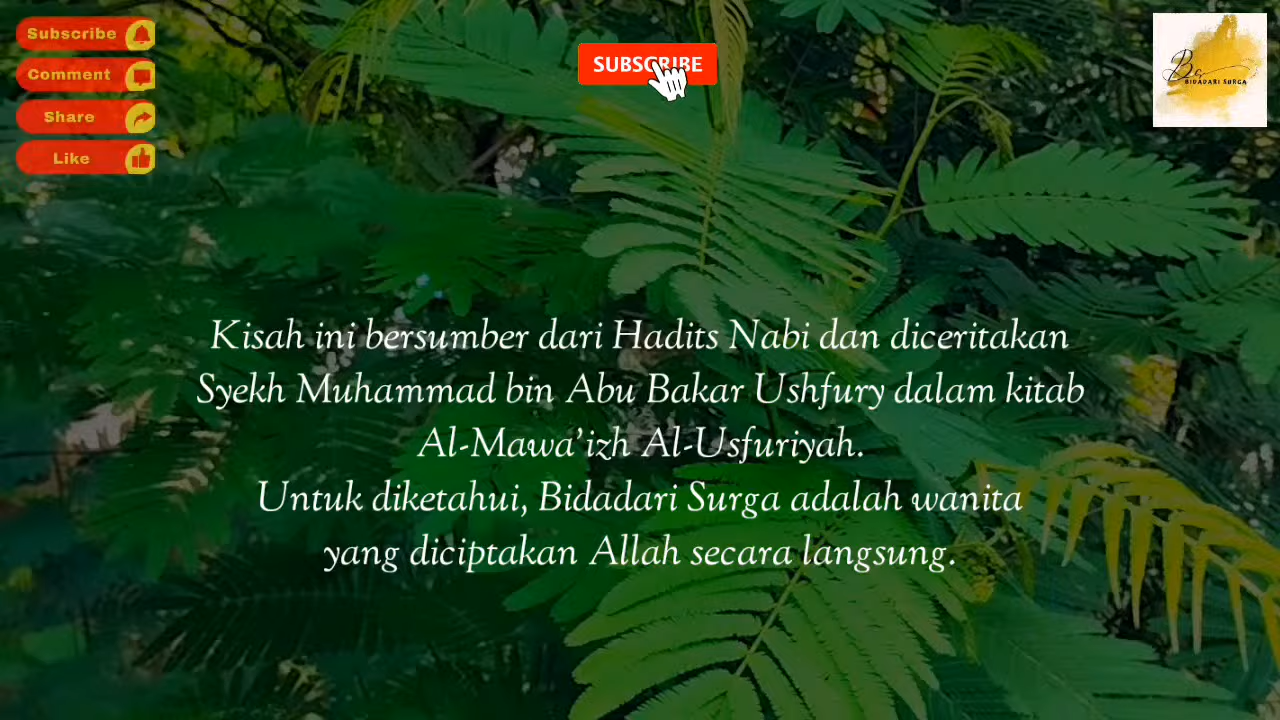 Subscribe
Comment
Share
Like
SUBSCRIBE
Bs
BIDADARI SURGA
Kisah ini bersumber dari Hadits Nabi dan diceritakan
Syekh Muhammad bin Abu Bakar Ushfury dalam kitab
Al-Mawa'izh Al-Usfuriyah.
Untuk diketahui, Bidadari Surga adalah wanita
yang diciptakan Allah secara langsung.